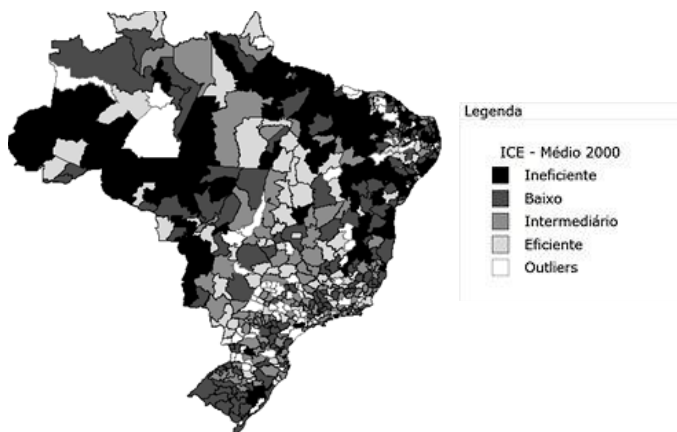 Legenda
ICE - Médio 2000
Ineficiente
Baixo
Intermediário
Eficiente
Outliers